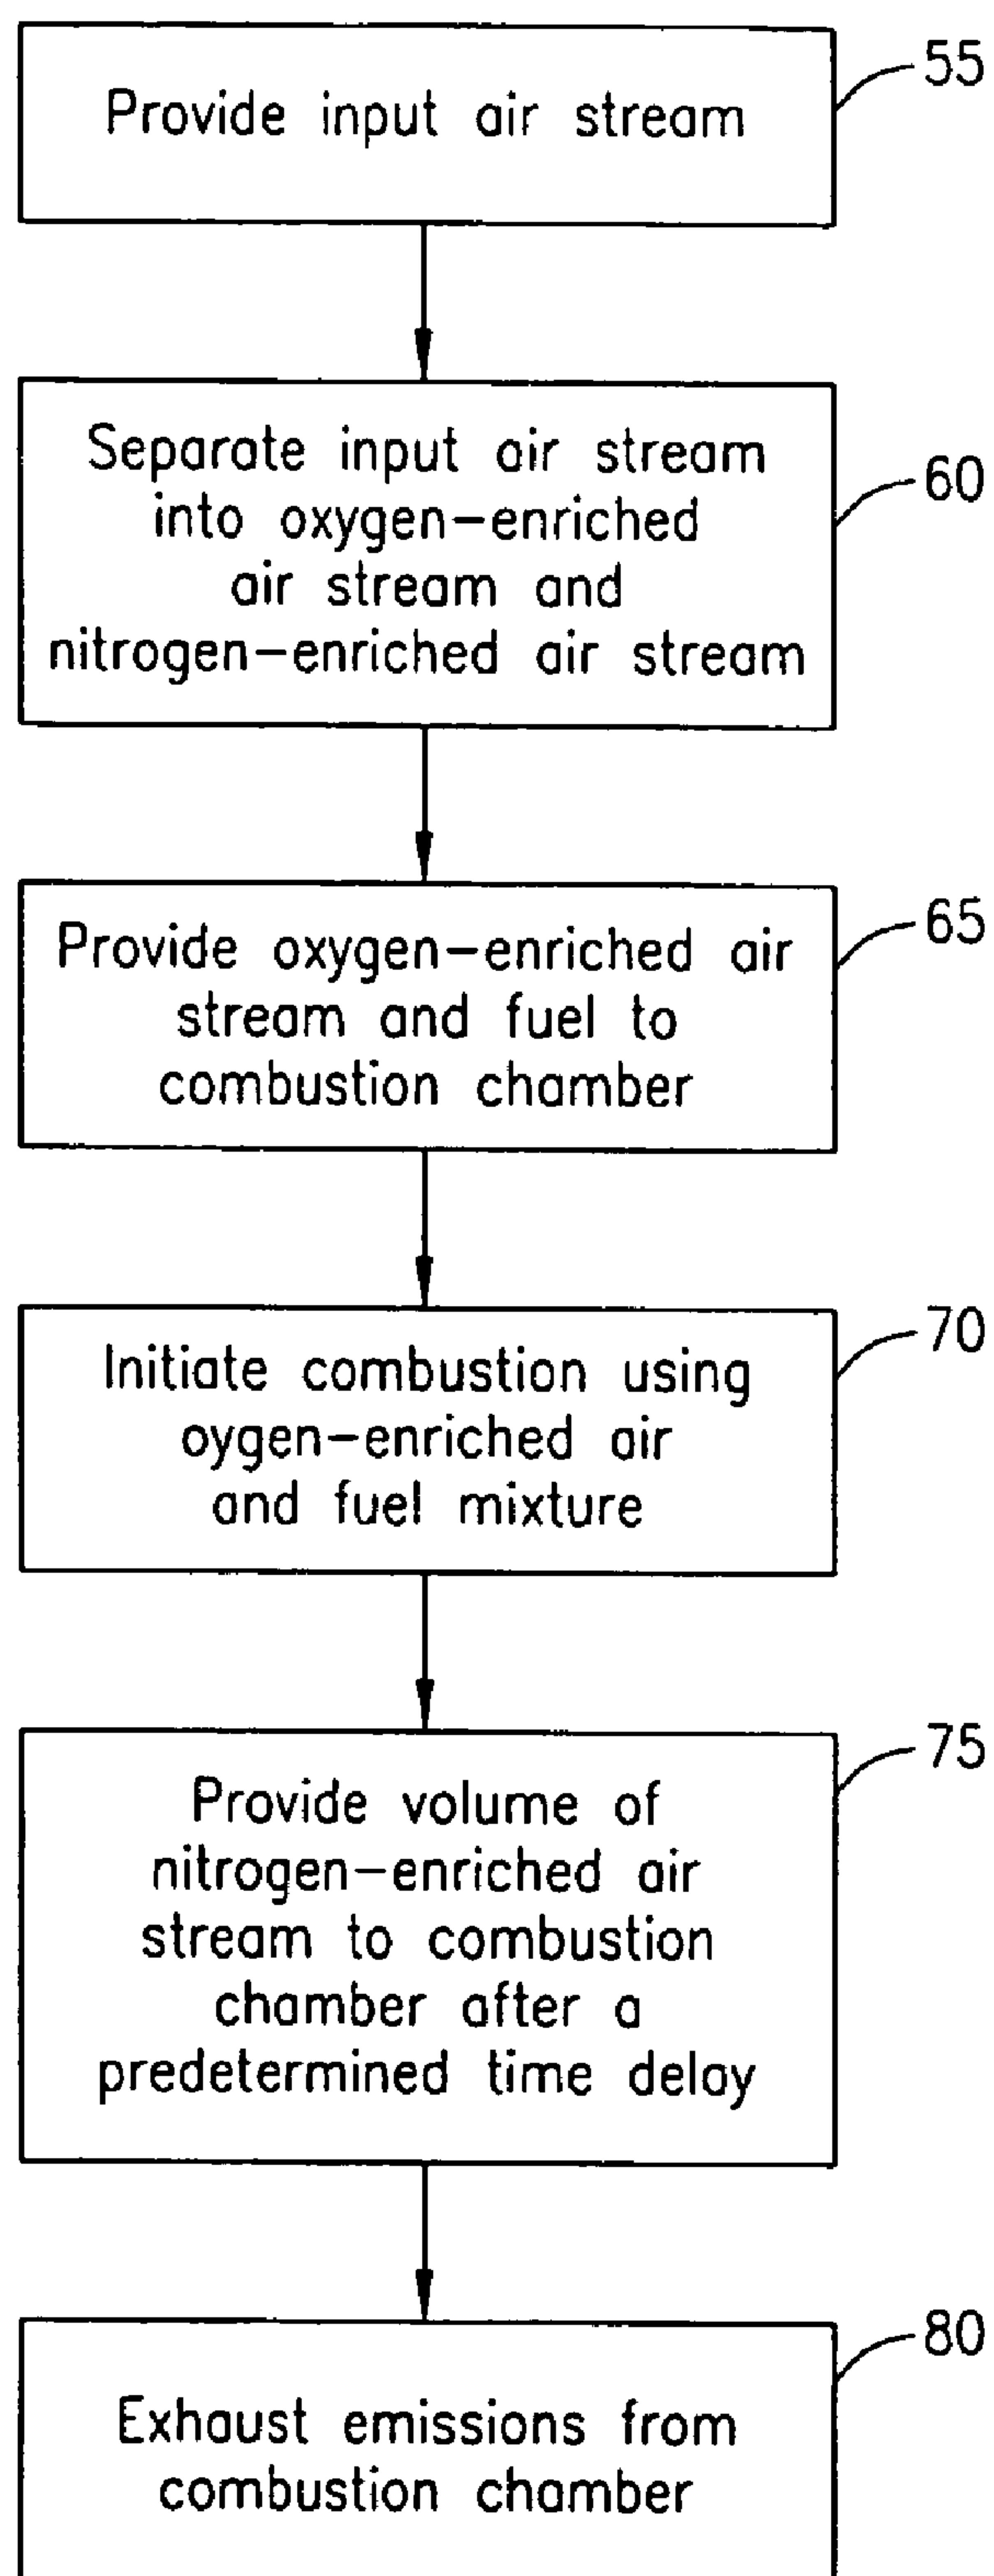 Provide input air stream
55
Separate input air stream
into oxygen-enriched
air stream and
nitrogen-enriched air stream
60
Provide oxygen-enriched air
stream and fuel to
combustion chamber
65
Initiate combustion using
oygen-enriched air
and fuel mixture
70
Provide volume of
nitrogen-enriched air
stream to combustion
chamber after a
predetermined time delay
75
Exhaust emissions from
combustion chamber
80